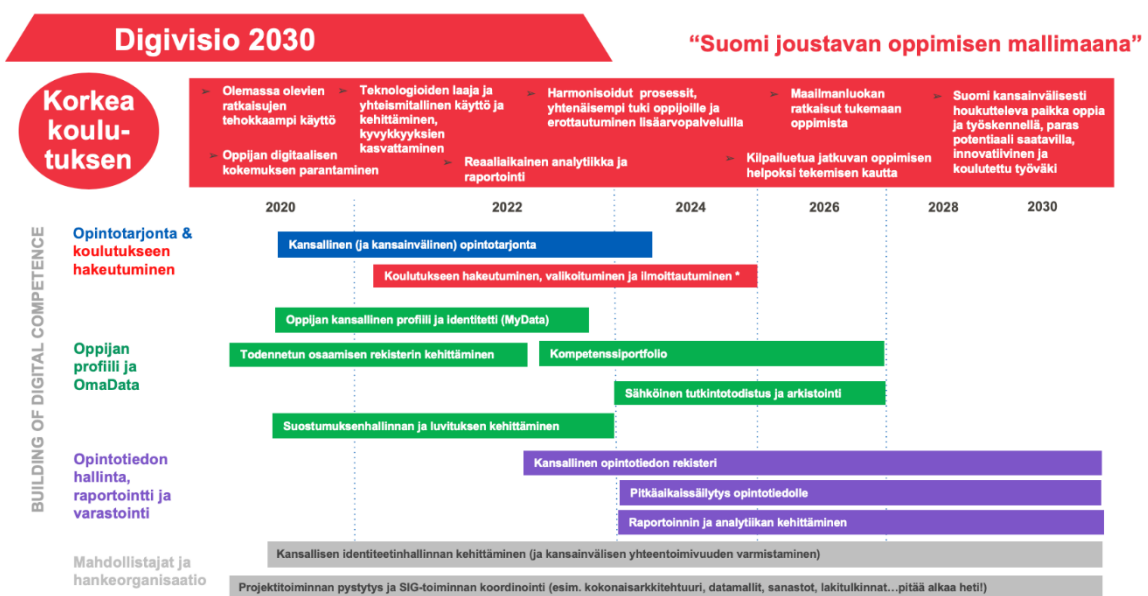 Digivisio 2030
“Suomi joustavan oppimisen mallimaana”
Korkea
koulu-
tuksen
➢ Olemassa olevien
ratkaisujen
tehokkaampi käyttö
➢ Oppijan digitaalisen
kokemuksen parantaminen
➢ Teknologioiden laaja ja
yhteismitallinen käyttö ja
kehittäminen,
kyvykkyyksien
kasvattaminen
➢ Reaaliaikainen analytiikka ja
raportointi
➢ Harmonisoidut prosessit,
yhtenäisempi tuki oppijoille ja
erottautuminen lisäarvopalveluilla
➢ Maailmanluokan
ratkaisut tukemaan
oppimista
➢ Kilpailuetua jatkuvan oppimisen
helpoksi tekemisen kautta
➢ Suomi kansainvälisesti
houkutteleva paikka oppia
ja työskennellä, paras
potentiaali saatavilla,
innovatiivinen ja
koulutettu työväki
2020 2022 2024 2026 2028 2030
BUILDING OF DIGITAL COMPETENCE
Opintotarjonta &
koulutukseen
hakeutuminen
Kansallinen (ja kansainvälinen) opintotarjonta
Koulutukseen hakeutuminen, valikoituminen ja ilmoittautuminen *
Oppijan
profiili ja
OmaData
Oppijan kansallinen profiili ja identitetti (MyData)
Todennetun osaamisen rekisterin kehittäminen
Kompetenssiportfolio
Sähköinen tutkintotodistus ja arkistointi
Suostumuksenhallinnan ja luvituksen kehittäminen
Opintotiedon
hallinta,
raportointti ja
varastointi
Kansallinen opintotiedon rekisteri
Pitkäaikaissäilytys opintotiedolle
Raportoinnin ja analytiikan kehittäminen
Mahdollistajat ja
hankeorganisaatio
Kansallisen identiteetinhallinnan kehittäminen (ja kansainvälisen yhteentoimivuuden varmistaminen)
Projektitoiminnan pystytys ja SIG-toiminnan koordinointi (esim. kokonaisarkkitehtuuri, datamallit, sanastot, lakitulkinnat...pitää alkaa heti!)